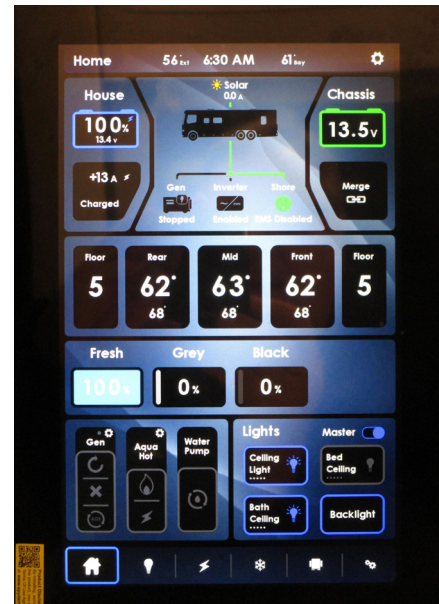 Home 56° Ext 6:30 AM 61° Bay
Solar
0.0 A
House
100%
13.4 v
+13 A
Charged
Chassis
13.5v
Merge
Gen
Stopped
Inverter
Enabled
Shore
EMS Disabled
Floor
5
Rear
62°
68°
Mid
63°
68°
Front
62°
68°
Floor
5
Fresh
100%
Grey
0%
Black
0%
Gen
AGS
Aqua
Hot
Water
Pump
Lights
Master
Ceiling
Light
Bed
Ceiling
Bath
Ceiling
Backlight